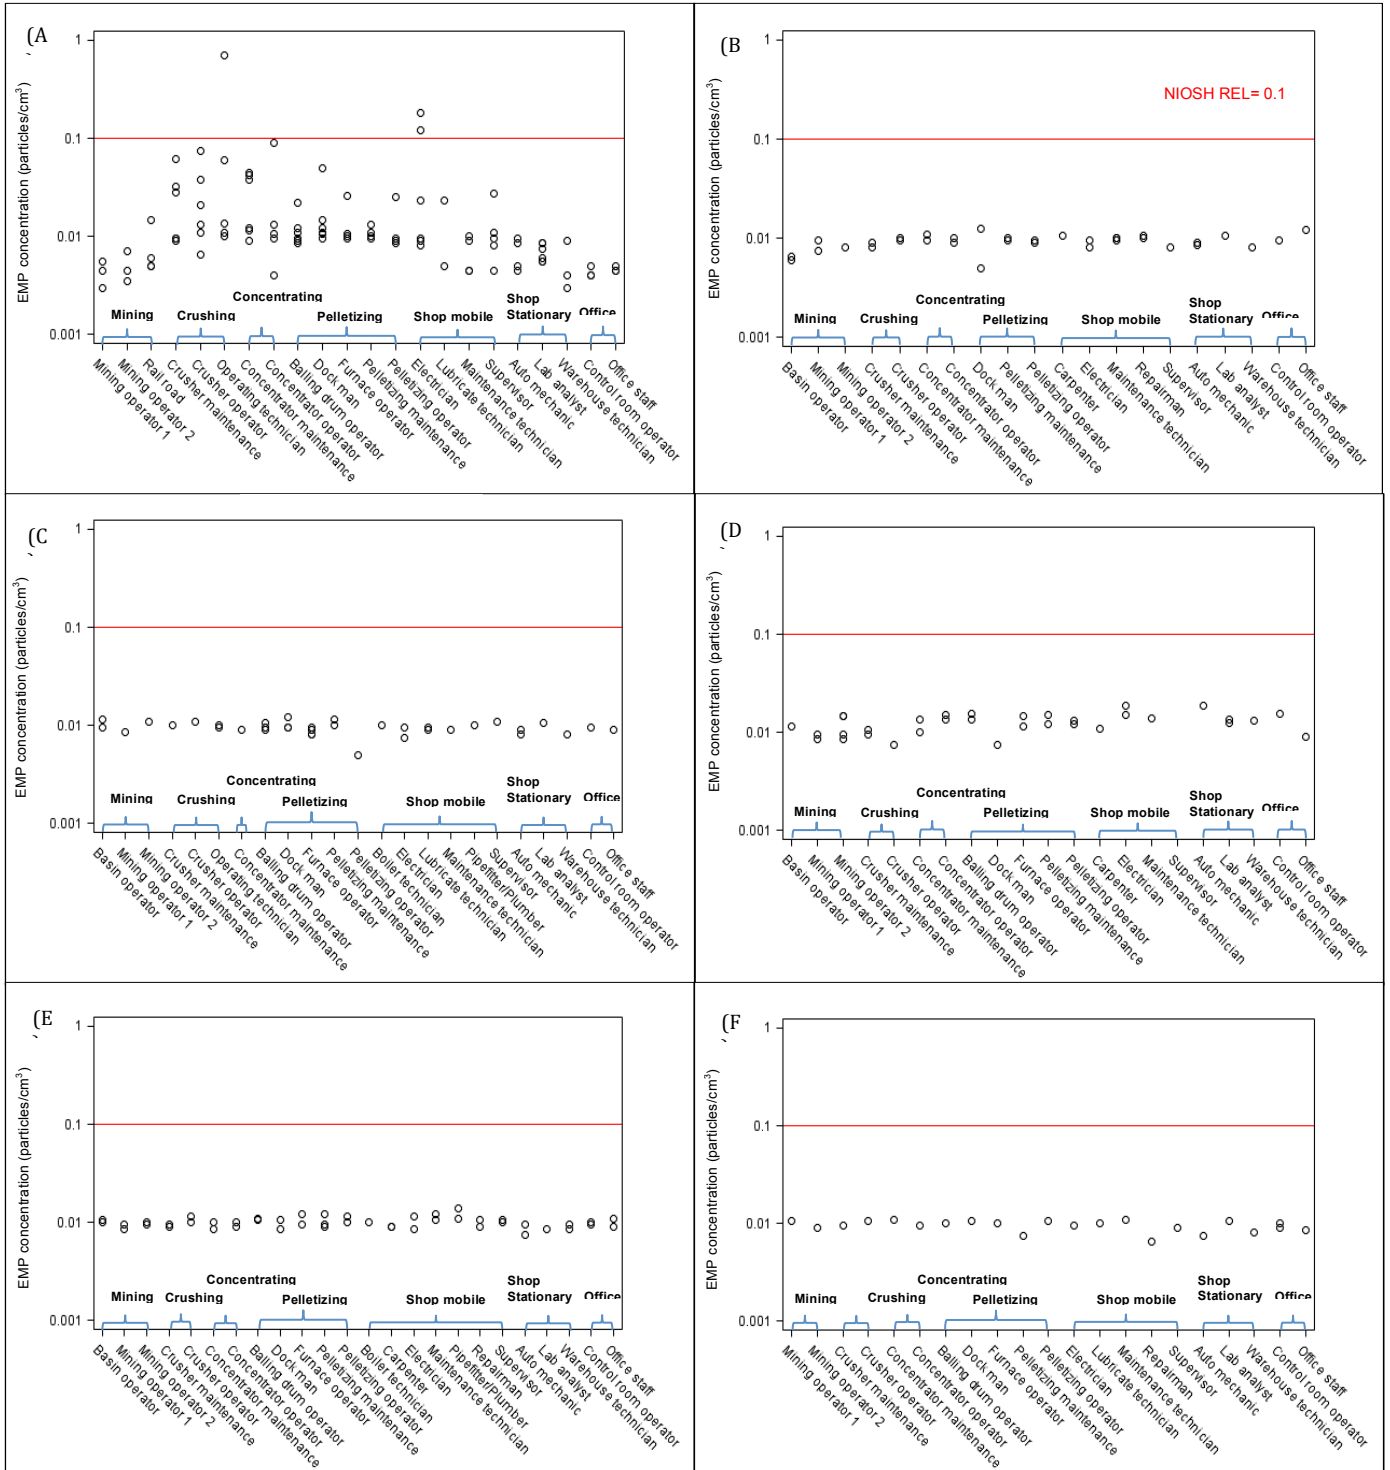 (A
EMP concentration (particles/cm³)
1
0.1
0.01
0.001
Mining
Crushing
Concentrating
Pelletizing
Shop mobile
Shop
Stationary
Office
Mining operator 1
Mining operator 2
Rail road
Crusher maintenance
Crusher operator
Operating technician
Concentrator maintenance
Concentrator operator
Balling drum operator
Dock man
Furnace operator
Pelletizing maintenance
Pelletizing operator
Electrician
Lubricate technician
Maintenance technician
Supervisor
Auto mechanic
Lab analyst
Warehouse technician
Control room operator
Office staff
(B
EMP concentration (particles/cm³)
1
0.1
0.01
0.001
NIOSH REL= 0.1
Mining
Crushing
Concentrating
Pelletizing
Shop mobile
Shop
Stationary
Office
Basin operator
Mining operator 1
Mining operator 2
Crusher maintenance
Crusher operator
Concentrator maintenance
Concentrator operator
Dock man
Pelletizing maintenance
Pelletizing operator
Carpenter
Electrician
Maintenance technician
Repairman
Supervisor
Auto mechanic
Lab analyst
Warehouse technician
Control room operator
Office staff
(C
EMP concentration (particles/cm³)
1
0.1
0.01
0.001
Mining
Crushing
Concentrating
Pelletizing
Shop mobile
Shop
Stationary
Office
Basin operator
Mining operator 1
Mining operator 2
Crusher maintenance
Crusher operator
Operating technician
Concentrator maintenance
Balling drum operator
Dock man
Furnace operator
Pelletizing maintenance
Pelletizing operator
Boiler technician
Electrician
Lubricate technician
Maintenance technician
Pipefitter/Plumber
Supervisor
Auto mechanic
Lab analyst
Warehouse technician
Control room operator
Office staff
(D
EMP concentration (particles/cm³)
1
0.1
0.01
0.001
Mining
Crushing
Concentrating
Pelletizing
Shop mobile
Shop
Stationary
Office
Basin operator
Mining operator 1
Mining operator 2
Crusher maintenance
Crusher operator
Concentrator maintenance
Concentrator operator
Balling drum operator
Dock man
Furnace operator
Pelletizing maintenance
Pelletizing operator
Carpenter
Electrician
Maintenance technician
Supervisor
Auto mechanic
Lab analyst
Warehouse technician
Control room operator
Office staff
(E
EMP concentration (particles/cm³)
1
0.1
0.01
0.001
Mining
Crushing
Concentrating
Pelletizing
Shop mobile
Shop
Stationary
Office
Basin operator
Mining operator 1
Mining operator 2
Crusher maintenance
Crusher operator
Concentrator maintenance
Concentrator operator
Balling drum operator
Dock man
Furnace operator
Pelletizing maintenance
Pelletizing operator
Boiler technician
Carpenter
Electrician
Maintenance technician
Pipefitter/Plumber
Repairman
Supervisor
Auto mechanic
Lab analyst
Warehouse technician
Control room operator
Office staff
(F
EMP concentration (particles/cm³)
1
0.1
0.01
0.001
Mining
Crushing
Concentrating
Pelletizing
Shop mobile
Shop
Stationary
Office
Mining operator 1
Mining operator 2
Crusher maintenance
Crusher operator
Concentrator maintenance
Concentrator operator
Balling drum operator
Dock man
Furnace operator
Pelletizing maintenance
Pelletizing operator
Electrician
Lubricate technician
Maintenance technician
Repairman
Supervisor
Auto mechanic
Lab analyst
Warehouse technician
Control room operator
Office staff